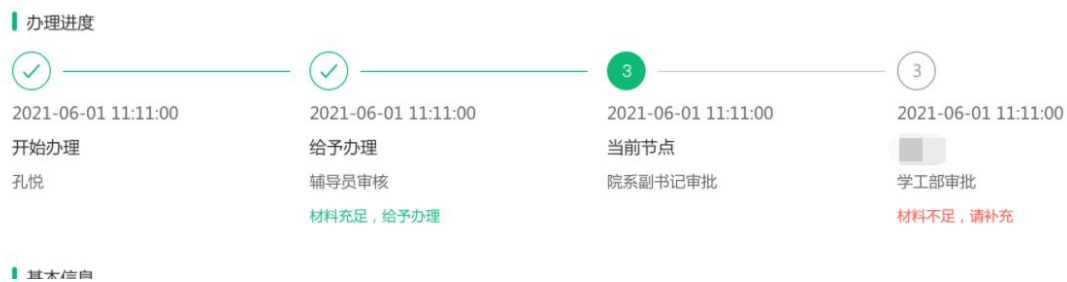 办理进度
3
3
2021-06-01 11:11:00
2021-06-01 11:11:00
2021-06-01 11:11:00
2021-06-01 11:11:00
开始办理
给予办理
当前节点
孔悦
辅导员审核
院系副书记审批
学工部审批
材料充足，给予办理
材料不足，请补充
基本信息